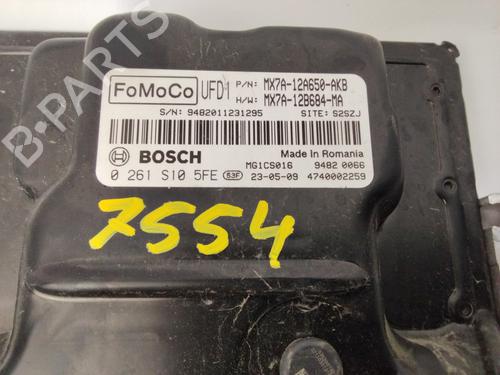 FoMoCo UFD1 P/N: MX7A-12A650-AKB
H/W: MX7A-12B684-MA
S/N: 9482011231295 SITE: S2SZJ
BOSCH Made in Romania
MG1CS016 9482 0066
0 261 S10 5FE 63F 23-05-09 4740002259
7554
B-PARTS